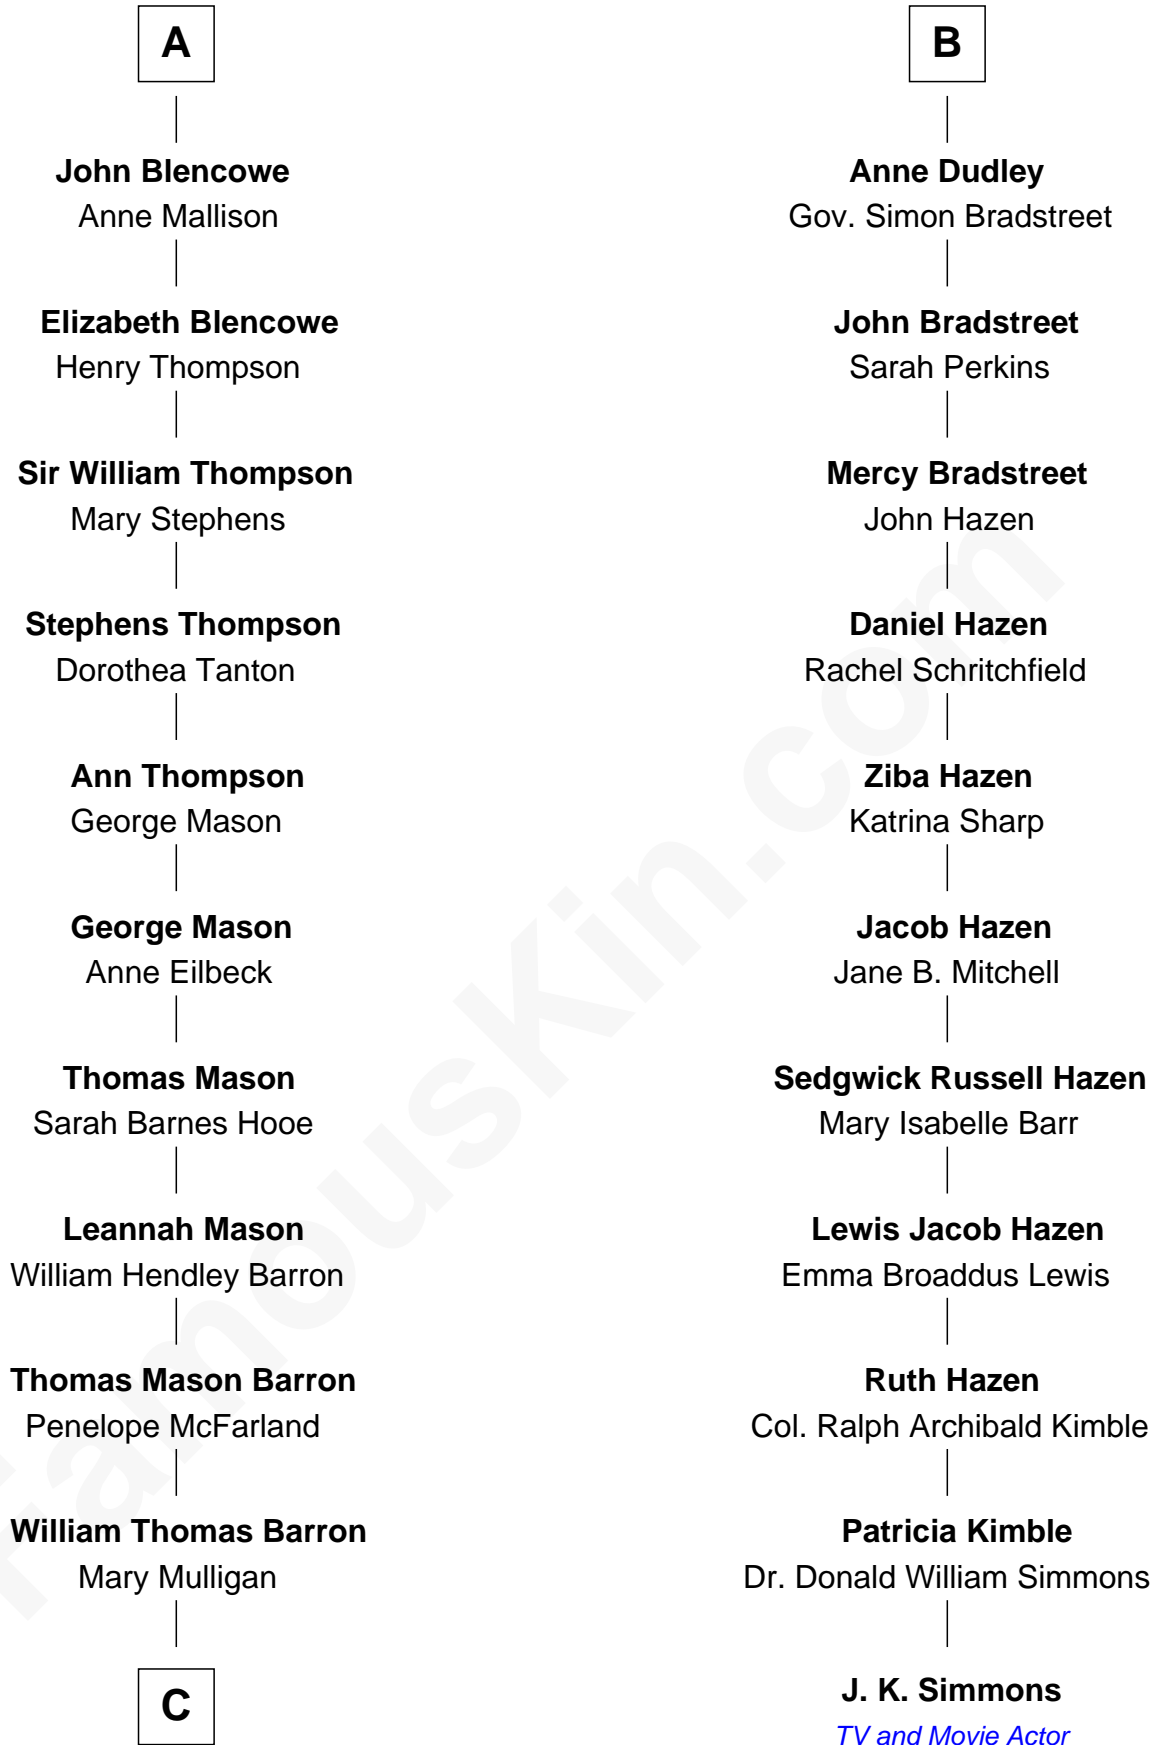 A
John Blencowe
Anne Mallison
Elizabeth Blencowe
Henry Thompson
Sir William Thompson
Mary Stephens
Stephens Thompson
Dorothea Tanton
Ann Thompson
George Mason
George Mason
Anne Eilbeck
Thomas Mason
Sarah Barnes Hooe
Leannah Mason
William Hendley Barron
Thomas Mason Barron
Penelope McFarland
William Thomas Barron
Mary Mulligan
C
B
Anne Dudley
Gov. Simon Bradstreet
John Bradstreet
Sarah Perkins
Mercy Bradstreet
John Hazen
Daniel Hazen
Rachel Schritchfield
Ziba Hazen
Katrina Sharp
Jacob Hazen
Jane B. Mitchell
Sedgwick Russell Hazen
Mary Isabelle Barr
Lewis Jacob Hazen
Emma Broaddus Lewis
Ruth Hazen
Col. Ralph Archibald Kimble
Patricia Kimble
Dr. Donald William Simmons
J. K. Simmons
TV and Movie Actor
FamousKin.com